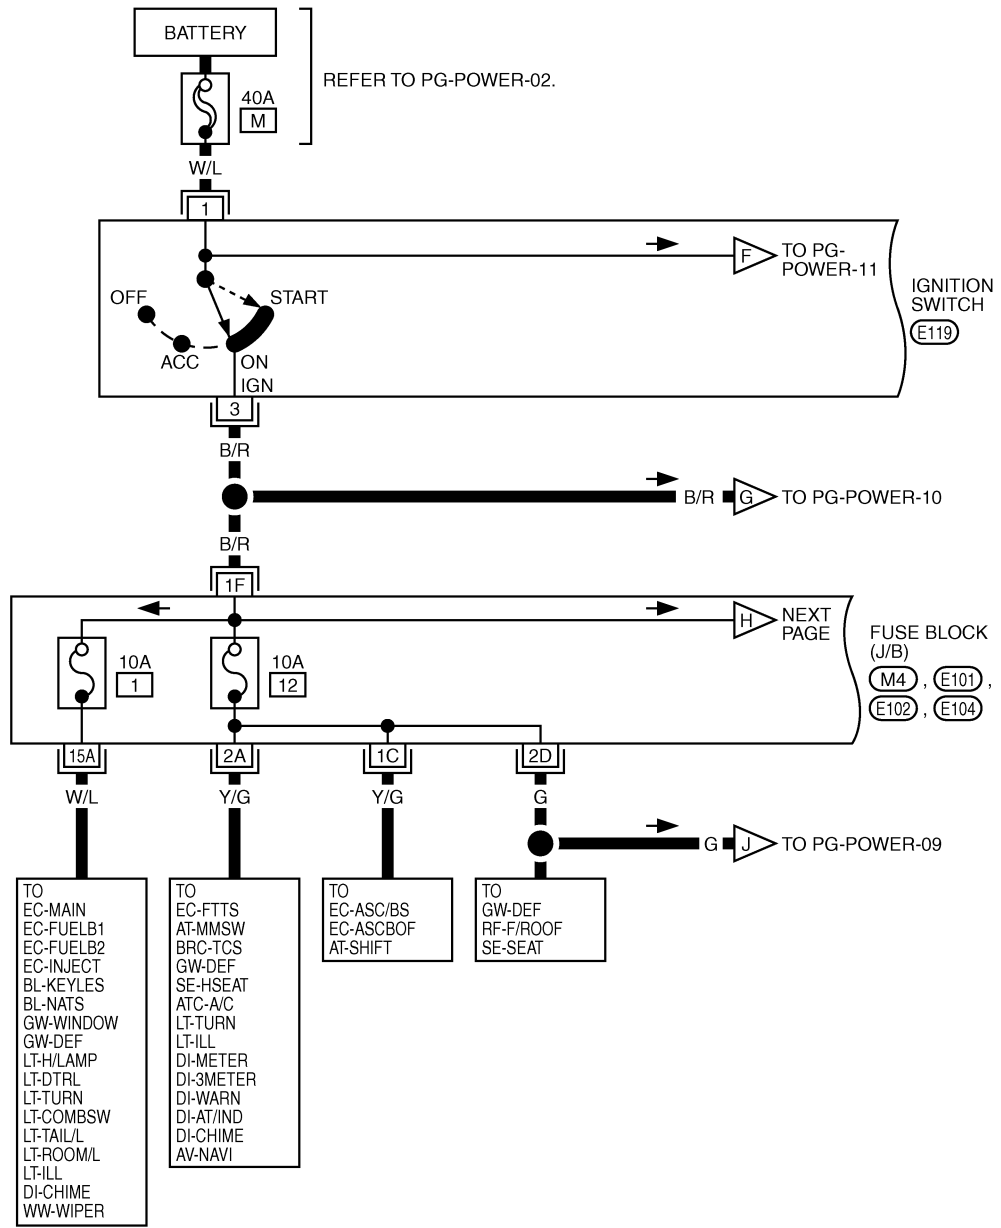 BATTERY
REFER TO PG-POWER-02.
40A
M
W/L
1
F
TO PG-
POWER-11
OFF
START
ACC
ON
IGN
IGNITION
SWITCH
E119
3
B/R
B/R
G
TO PG-POWER-10
B/R
1F
H
NEXT
PAGE
FUSE BLOCK
(J/B)
M4 , E101 ,
E102 , E104
10A
1
10A
12
15A
2A
1C
2D
W/L
Y/G
Y/G
G
G
J
TO PG-POWER-09
TO
EC-MAIN
EC-FUELB1
EC-FUELB2
EC-INJECT
BL-KEYLES
BL-NATS
GW-WINDOW
GW-DEF
LT-H/LAMP
LT-DTRL
LT-TURN
LT-COMBSW
LT-TAIL/L
LT-ROOM/L
LT-ILL
DI-CHIME
WW-WIPER
TO
EC-FTTS
AT-MMSW
BRC-TCS
GW-DEF
SE-HSEAT
ATC-A/C
LT-TURN
LT-ILL
DI-METER
DI-3METER
DI-WARN
DI-AT/IND
DI-CHIME
AV-NAVI
TO
EC-ASC/BS
EC-ASCBOF
AT-SHIFT
TO
GW-DEF
RF-F/ROOF
SE-SEAT